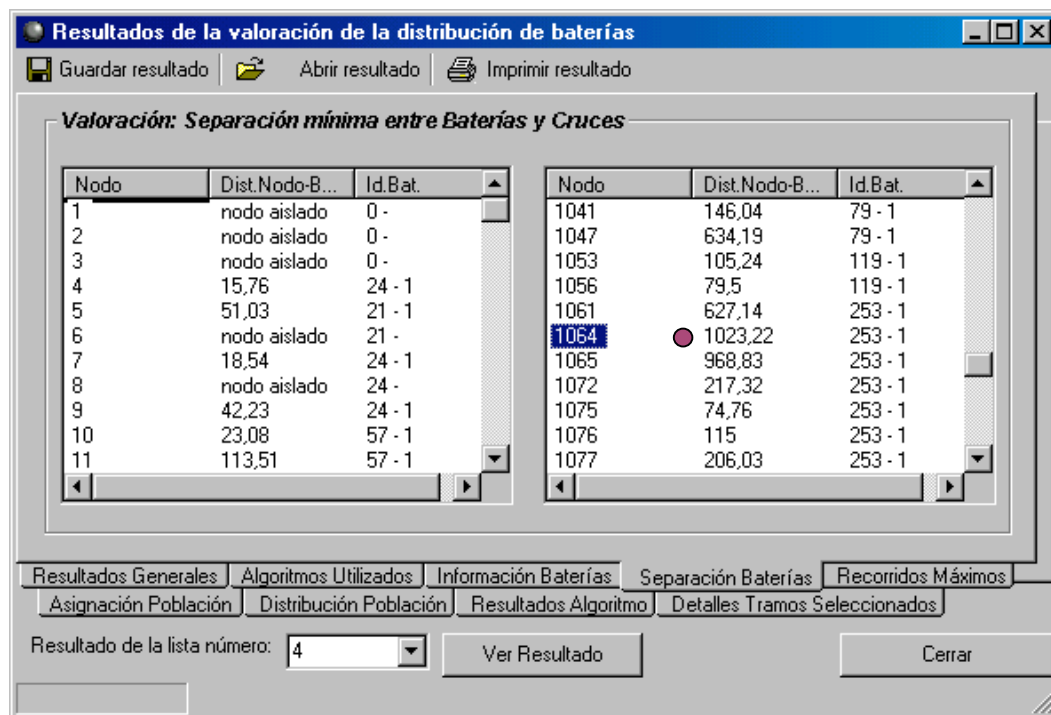 Resultados de la valoración de la distribución de baterías
Guardar resultado Abrir resultado Imprimir resultado
Valoración: Separación mínima entre Baterías y Cruces
Nodo Dist.Nodo-B... Id.Bat.
1 nodo aislado 0 -
2 nodo aislado 0 -
3 nodo aislado 0 -
4 15,76 24 - 1
5 51,03 21 - 1
6 nodo aislado 21 -
7 18,54 24 - 1
8 nodo aislado 24 -
9 42,23 24 - 1
10 23,08 57 - 1
11 113,51 57 - 1
Nodo Dist.Nodo-B... Id.Bat.
1041 146,04 79 - 1
1047 634,19 79 - 1
1053 105,24 119 - 1
1056 79,5 119 - 1
1061 627,14 253 - 1
1064 1023,22 253 - 1
1065 968,83 253 - 1
1072 217,32 253 - 1
1075 74,76 253 - 1
1076 115 253 - 1
1077 206,03 253 - 1
Resultados Generales Algoritmos Utilizados Información Baterías Separación Baterías Recorridos Máximos
Asignación Población Distribución Población Resultados Algoritmo Detalles Tramos Seleccionados
Resultado de la lista número: 4 Ver Resultado Cerrar